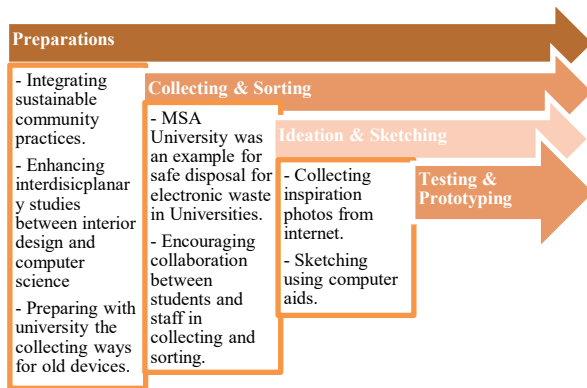 Preparations
- Integrating
sustainable
community
practices.
- Enhancing
interdisicplanar
y studies
between interior
design and
computer
science
- Preparing with
university the
collecting ways
for old devices.
Collecting & Sorting
- MSA
University was
an example for
safe disposal for
electronic waste
in Universities.
- Encouraging
collaboration
between
students and
staff in
collecting and
sorting.
Ideation & Sketching
- Collecting
inspiration
photos from
internet.
- Sketching
using computer
aids.
Testing &
Prototyping